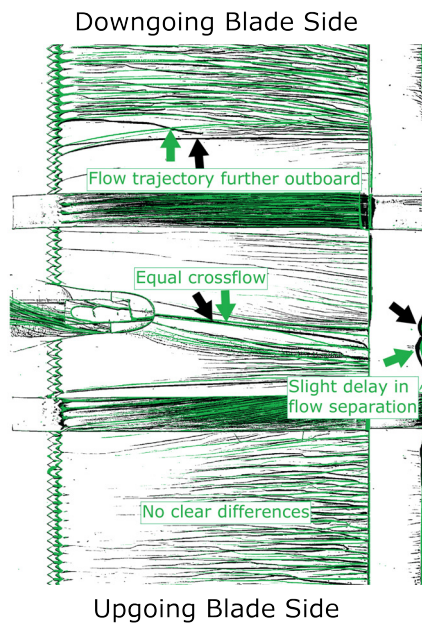 Downgoing Blade Side
Flow trajectory further outboard
Equal crossflow
Slight delay in
flow separation
No clear differences
Upgoing Blade Side